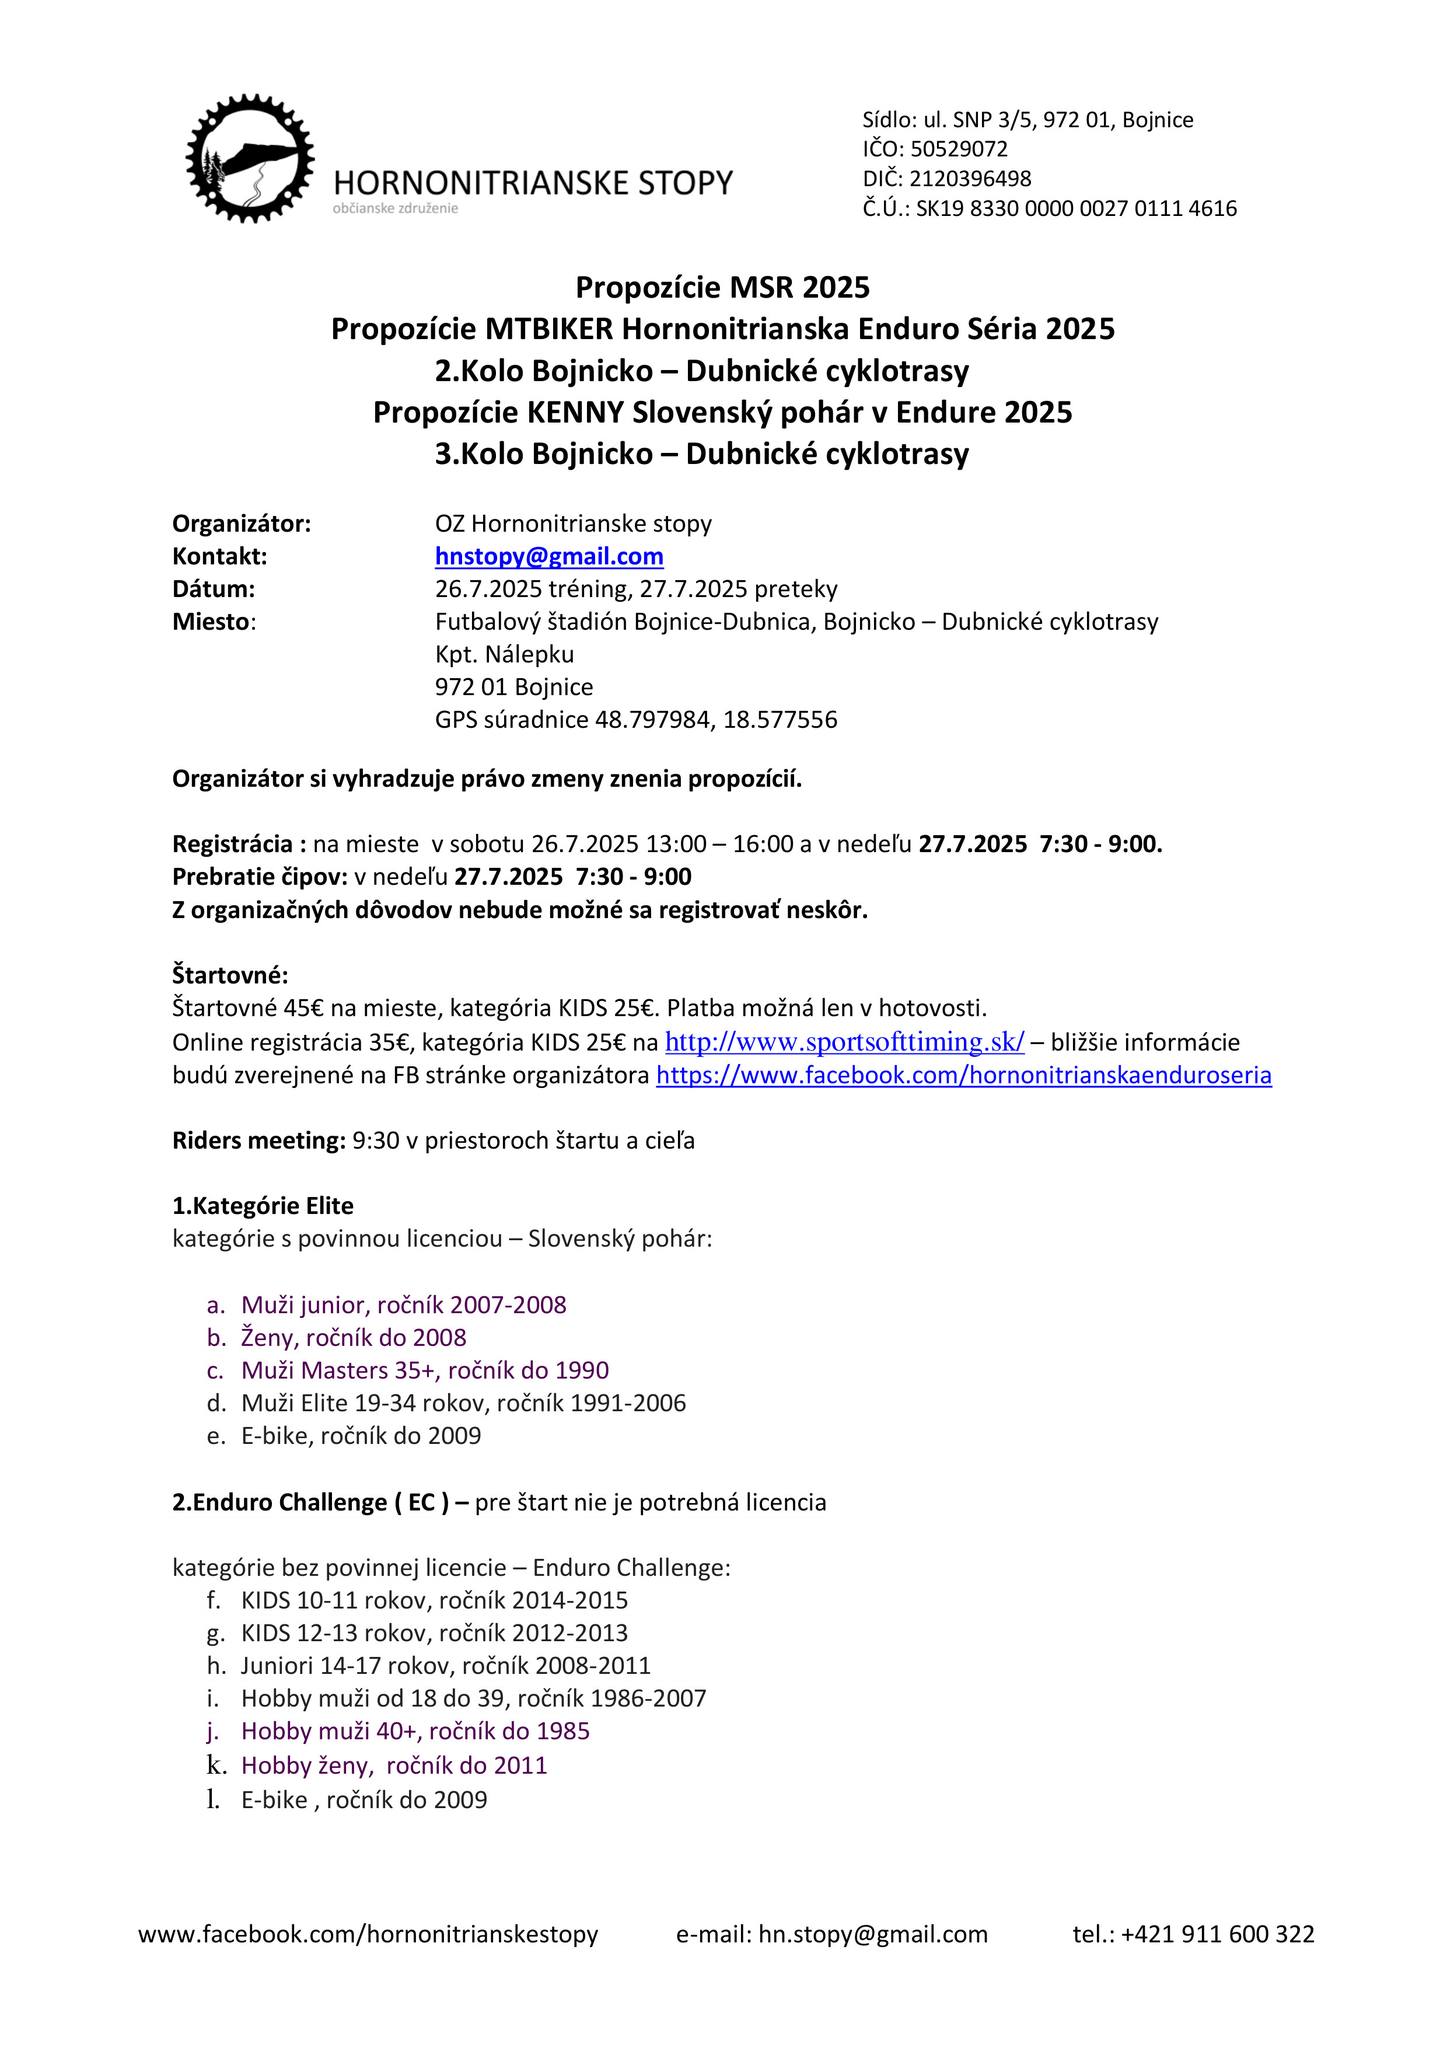 HORNONITRIANSKE STOPY
občianske združenie
Sídlo: ul. SNP 3/5, 972 01, Bojnice
IČO: 50529072
DIČ: 2120396498
Č.Ú.: SK19 8330 0000 0027 0111 4616
Propozície MSR 2025
Propozície MTBIKER Hornonitrianska Enduro Séria 2025
2.Kolo Bojnicko – Dubnické cyklotrasy
Propozície KENNY Slovenský pohár v Endure 2025
3.Kolo Bojnicko – Dubnické cyklotrasy
Organizátor: OZ Hornonitrianske stopy
Kontakt: hnstopy@gmail.com
Dátum: 26.7.2025 tréning, 27.7.2025 preteky
Miesto: Futbalový štadión Bojnice-Dubnica, Bojnicko – Dubnické cyklotrasy
Kpt. Nálepku
972 01 Bojnice
GPS súradnice 48.797984, 18.577556
Organizátor si vyhradzuje právo zmeny znenia propozícií.
Registrácia : na mieste  v sobotu 26.7.2025 13:00 – 16:00 a v nedeľu 27.7.2025  7:30 - 9:00.
Prebratie čipov: v nedeľu 27.7.2025  7:30 - 9:00
Z organizačných dôvodov nebude možné sa registrovať neskôr.
Štartovné:
Štartovné 45€ na mieste, kategória KIDS 25€. Platba možná len v hotovosti.
Online registrácia 35€, kategória KIDS 25€ na http://www.sportsofttiming.sk/ – bližšie informácie
budú zverejnené na FB stránke organizátora https://www.facebook.com/hornonitrianskaenduroseria
Riders meeting: 9:30 v priestoroch štartu a cieľa
1.Kategórie Elite
kategórie s povinnou licenciou – Slovenský pohár:
a. Muži junior, ročník 2007-2008
b. Ženy, ročník do 2008
c. Muži Masters 35+, ročník do 1990
d. Muži Elite 19-34 rokov, ročník 1991-2006
e. E-bike, ročník do 2009
2.Enduro Challenge ( EC ) – pre štart nie je potrebná licencia
kategórie bez povinnej licencie – Enduro Challenge:
f. KIDS 10-11 rokov, ročník 2014-2015
g. KIDS 12-13 rokov, ročník 2012-2013
h. Juniori 14-17 rokov, ročník 2008-2011
i. Hobby muži od 18 do 39, ročník 1986-2007
j. Hobby muži 40+, ročník do 1985
k. Hobby ženy,  ročník do 2011
l. E-bike , ročník do 2009
www.facebook.com/hornonitrianskestopy e-mail: hn.stopy@gmail.com tel.: +421 911 600 322